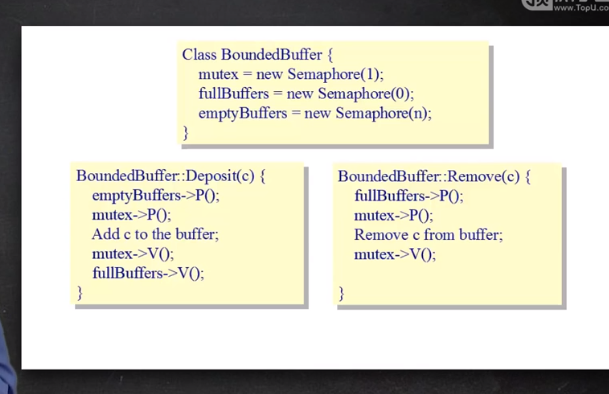 www.TopU.co
Class BoundedBuffer {
mutex = new Semaphore(1);
fullBuffers = new Semaphore(0);
emptyBuffers = new Semaphore(n);
}
BoundedBuffer::Deposit(c) {
emptyBuffers->P();
mutex->P();
Add c to the buffer;
mutex->V();
fullBuffers->V();
}
BoundedBuffer::Remove(c) {
fullBuffers->P();
mutex->P();
Remove c from buffer;
mutex->V();
}